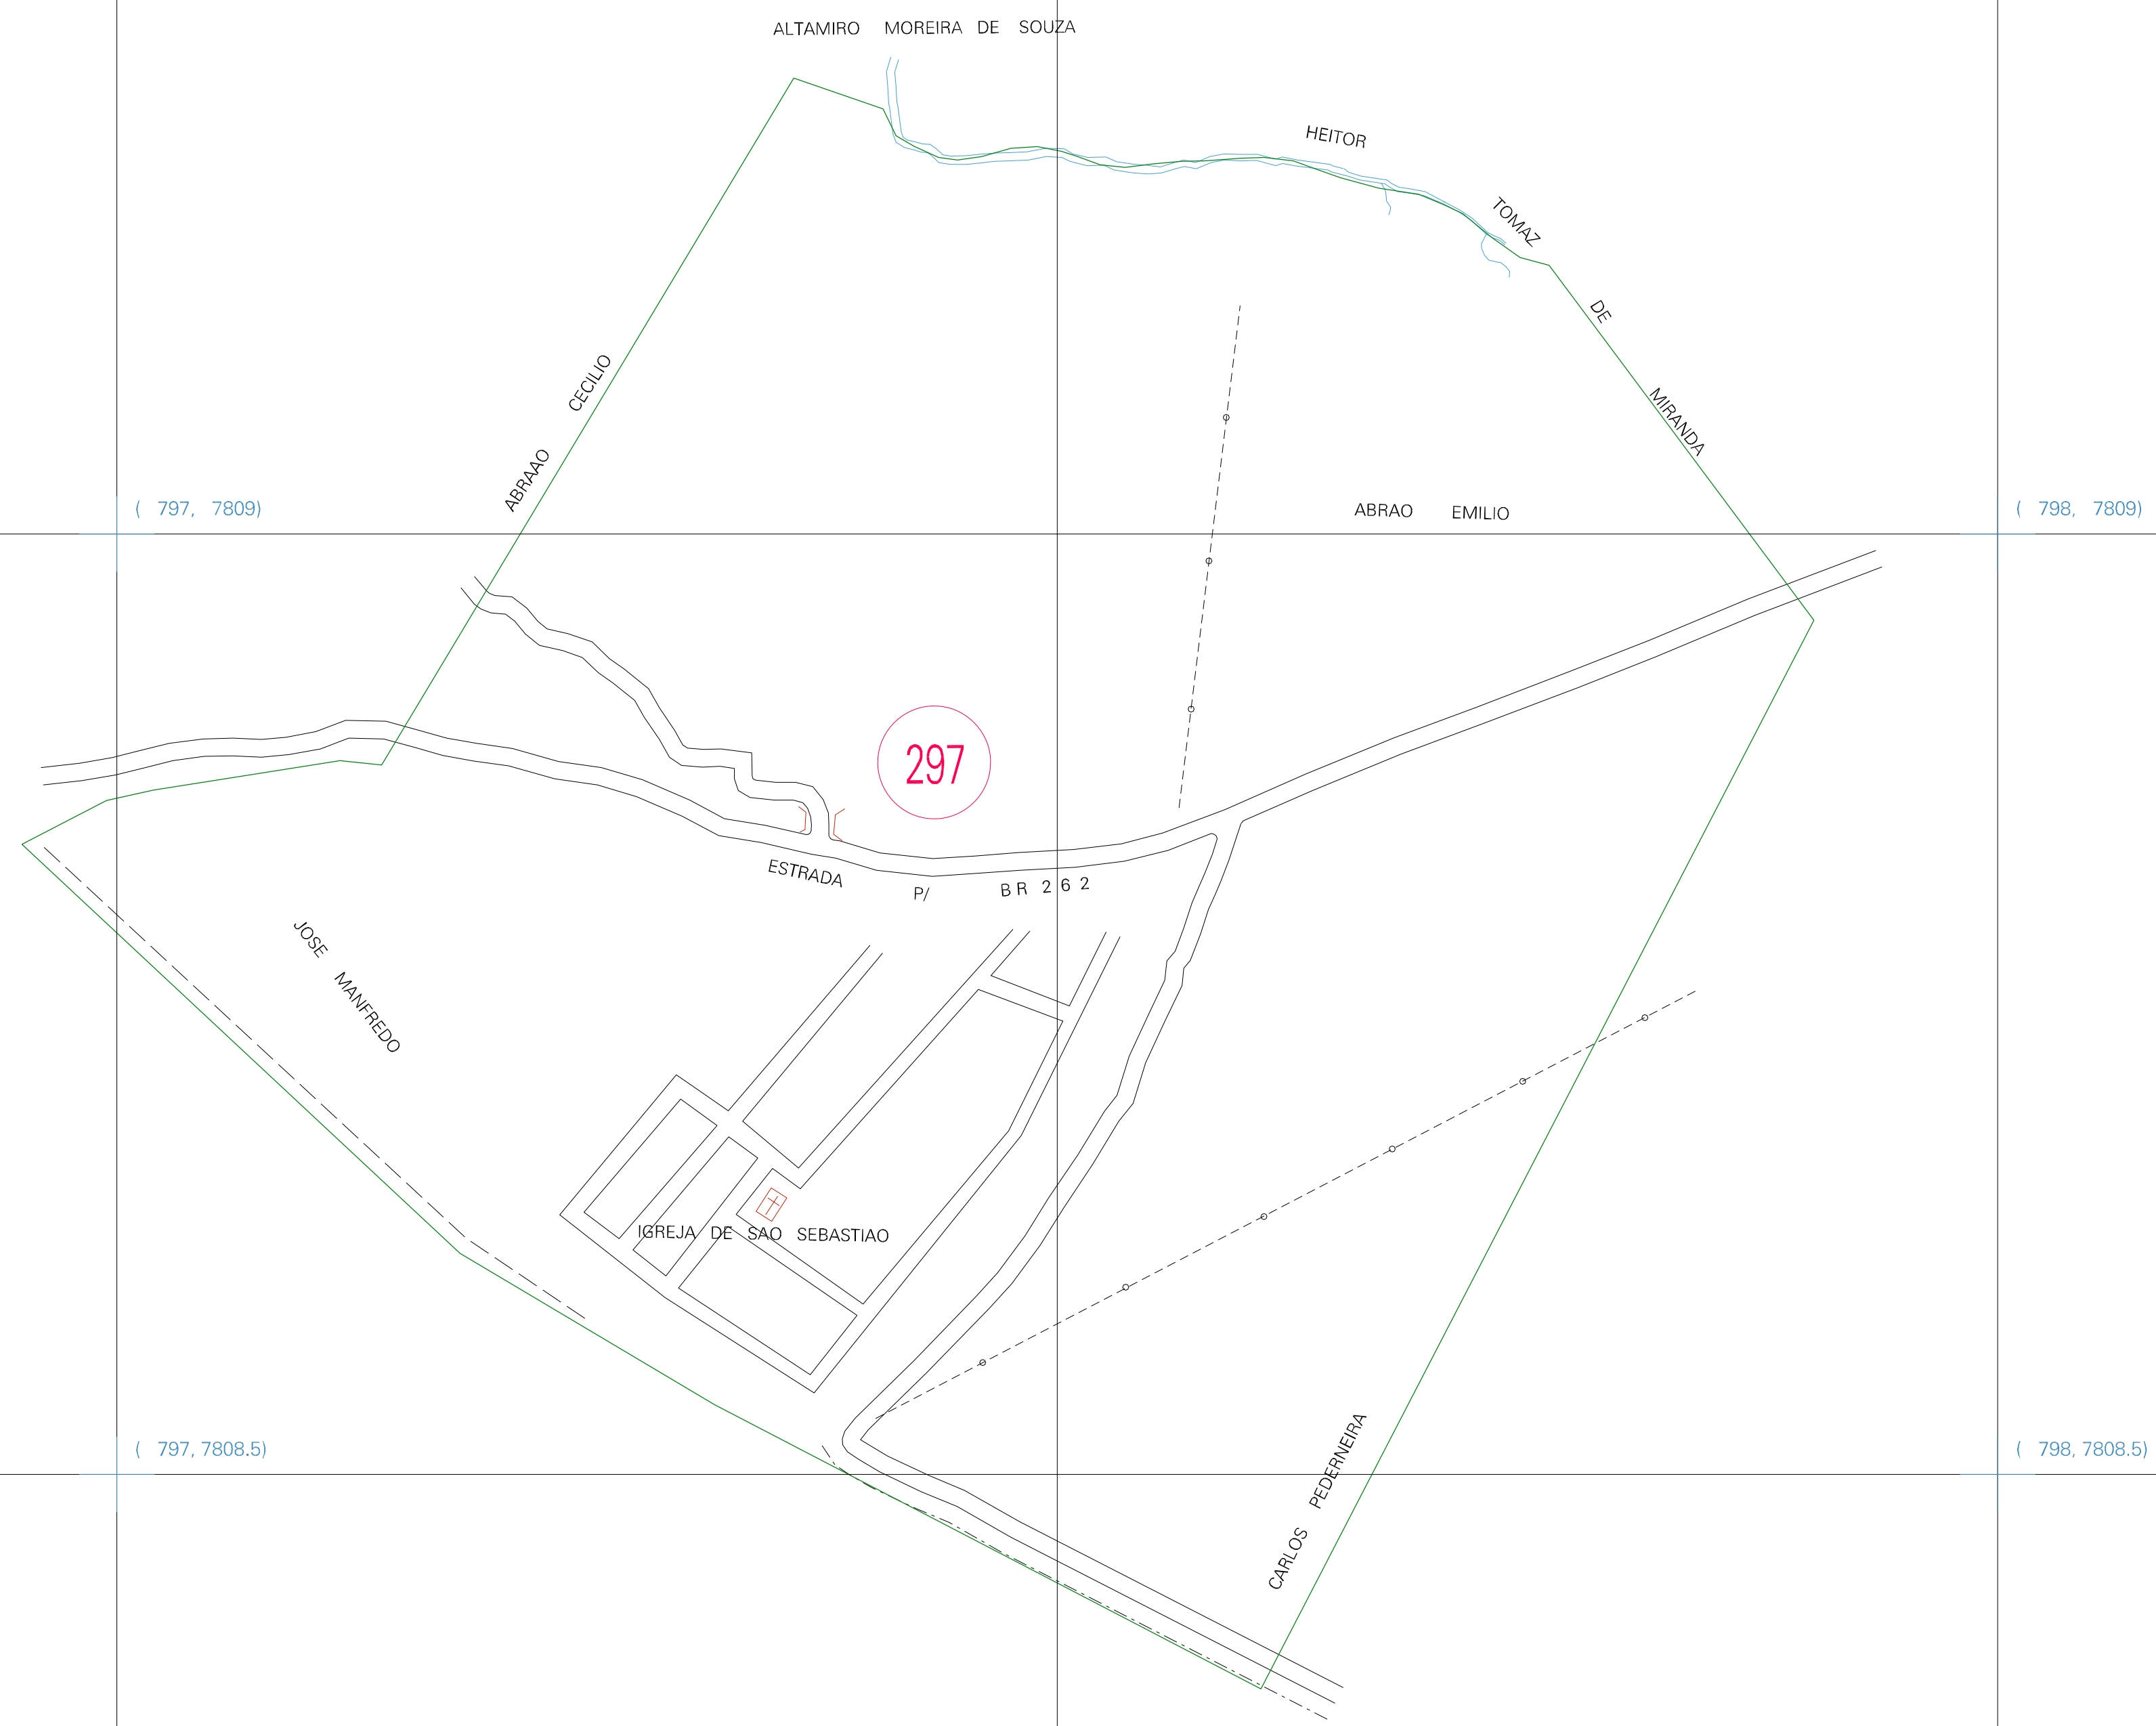 ALTAMIRO MOREIRA DE SOUZA
HEITOR TOMAZ DE MIRANDA
ABRAAO CECILIO
( 797, 7809)
ABRAO EMILIO
( 798, 7809)
297
ESTRADA P/ BR 262
JOSE MANFREDO
IGREJA DE SAO SEBASTIAO
( 797, 7808.5)
CARLOS PEDERNEIRA
( 798, 7808.5)